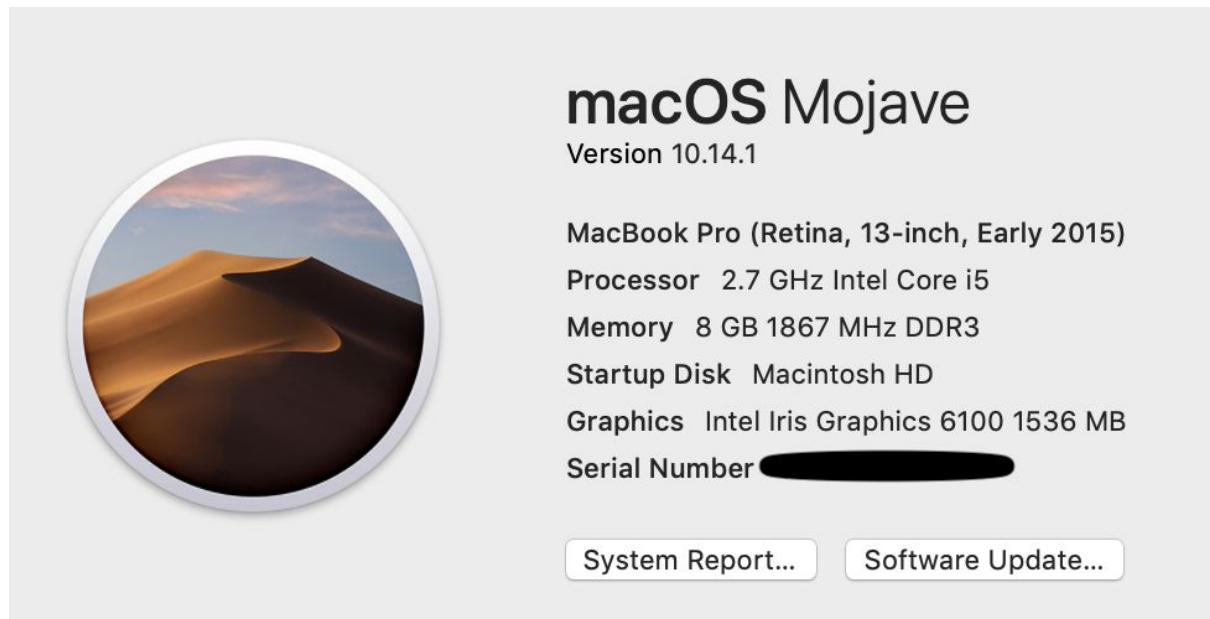 macOS Mojave
Version 10.14.1
MacBook Pro (Retina, 13-inch, Early 2015)
Processor 2.7 GHz Intel Core i5
Memory 8 GB 1867 MHz DDR3
Startup Disk Macintosh HD
Graphics Intel Iris Graphics 6100 1536 MB
Serial Number
System Report... Software Update...